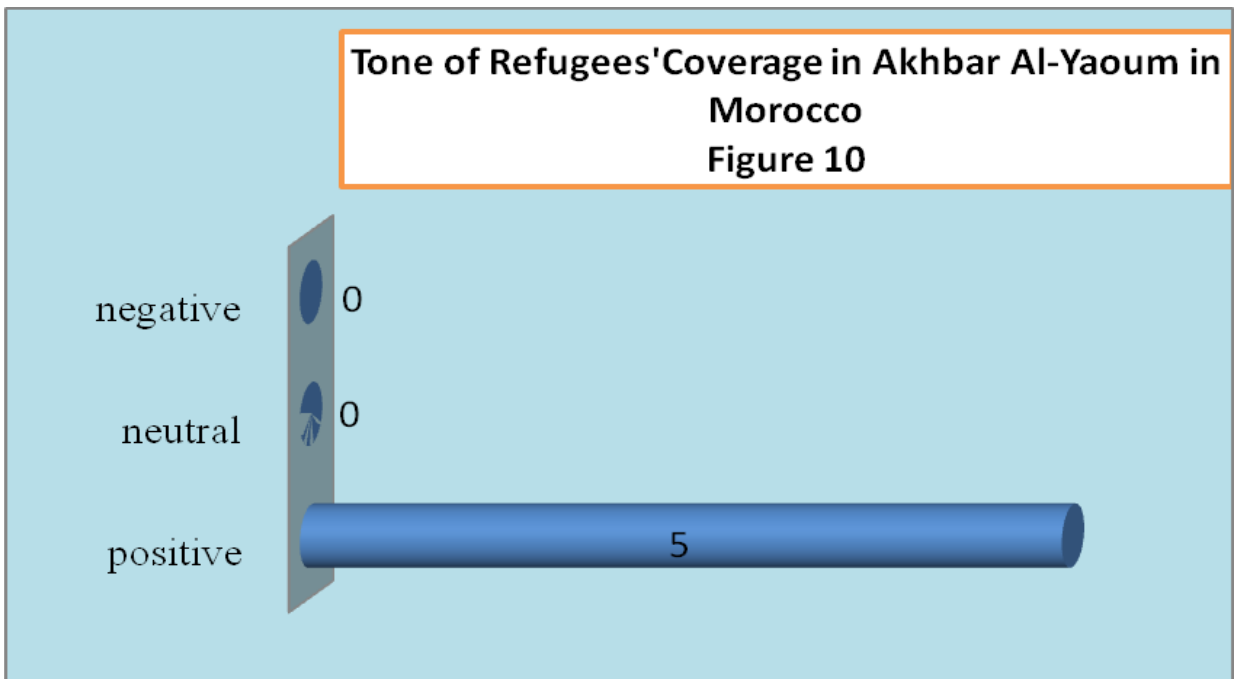 Tone of Refugees'Coverage in Akhbar Al-Yaoum in
Morocco
Figure 10
negative 0
neutral 0
positive 5